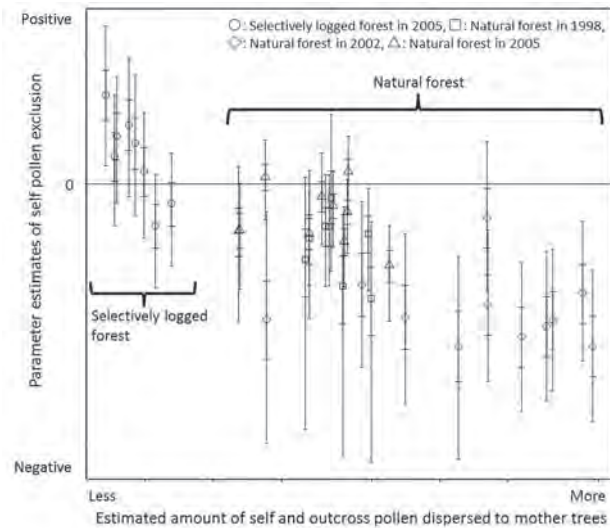 Positive
○: Selectively logged forest in 2005, □: Natural forest in 1998,
◇: Natural forest in 2002, △: Natural forest in 2005
Natural forest
0
Parameter estimates of self pollen exclusion
Selectively logged
forest
Negative
Less
More
Estimated amount of self and outcross pollen dispersed to mother trees